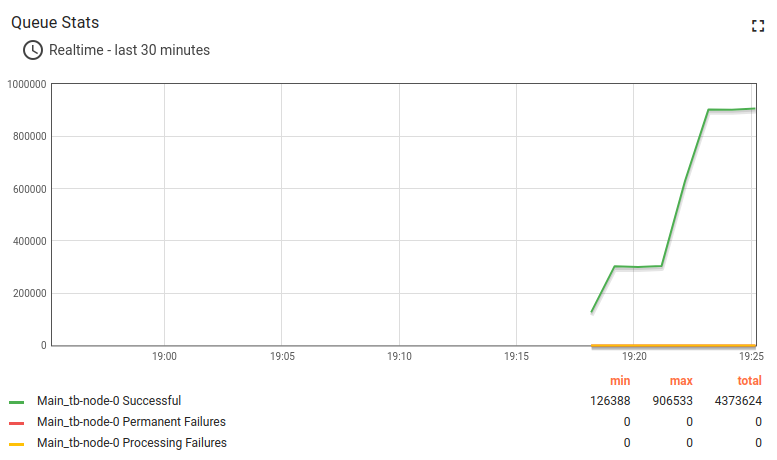 Queue Stats
Realtime - last 30 minutes
1000000
800000
600000
400000
200000
0
19:00 19:05 19:10 19:15 19:20 19:25
min max total
Main_tb-node-0 Successful 126388 906533 4373624
Main_tb-node-0 Permanent Failures 0 0 0
Main_tb-node-0 Processing Failures 0 0 0